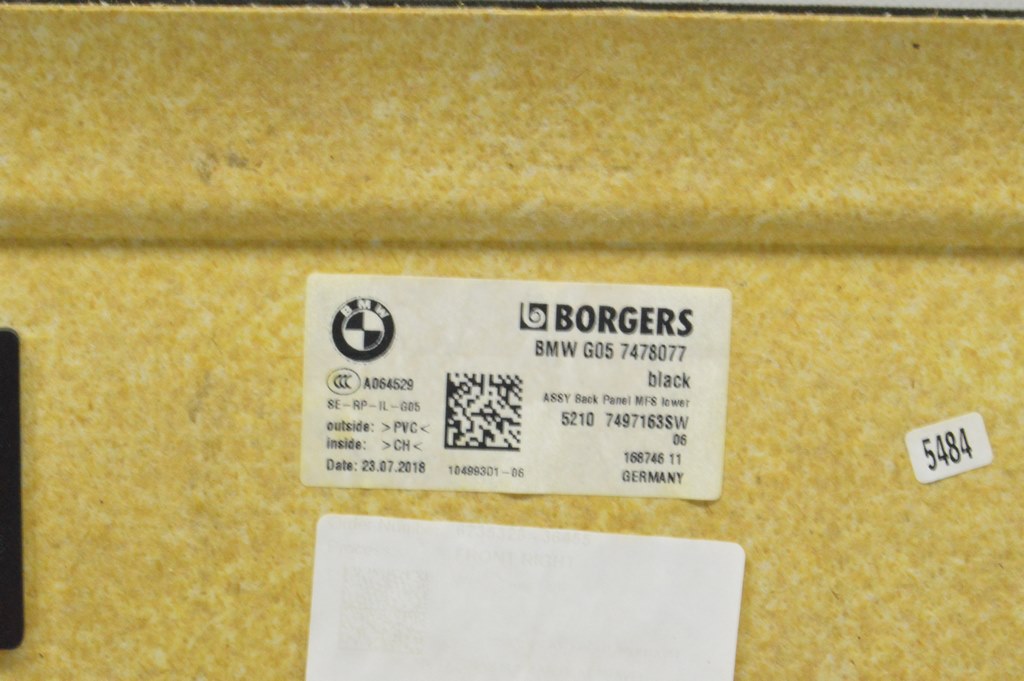 BMW
BORGERS
BMW G05 7478077
black
CCC A064529
ASSY Back Panel MFS lower
SE-RP-IL-G05
5210 7497163SW
outside: >PVC<
06
inside: >CH<
168746 11
Date: 23.07.2018
10499301-06
GERMANY
5484